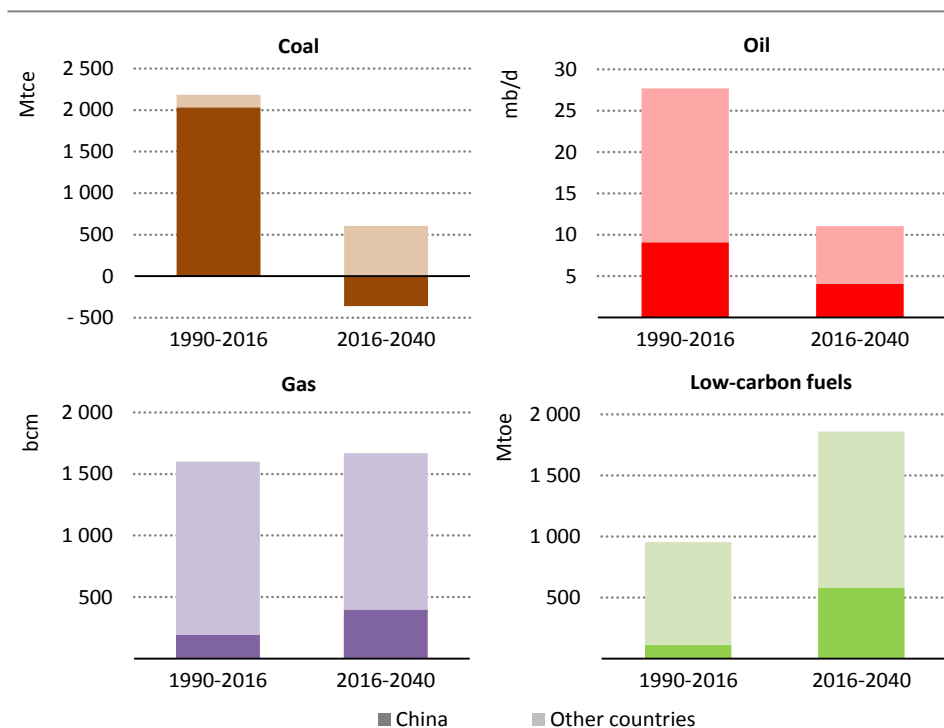 Coal
Mtce
2 500
2 000
1 500
1 000
500
0
- 500
1990-2016 2016-2040
Oil
mb/d
30
25
20
15
10
5
1990-2016 2016-2040
Gas
bcm
2 000
1 500
1 000
500
1990-2016 2016-2040
Low-carbon fuels
Mtoe
2 000
1 500
1 000
500
1990-2016 2016-2040
China Other countries